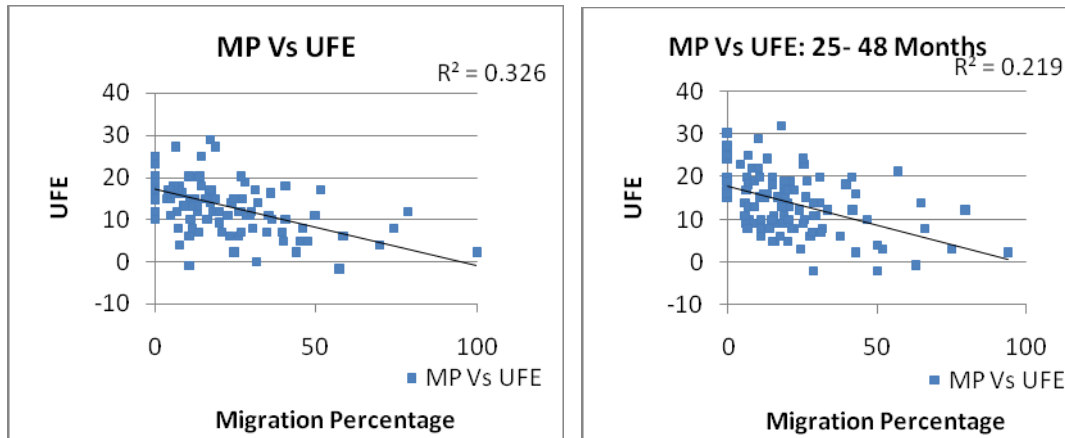 MP Vs UFE
R² = 0.326
40
30
20
10
0
-10
UFE
0 50 100
MP Vs UFE
Migration Percentage
MP Vs UFE: 25- 48 Months
R² = 0.219
40
30
20
10
0
-10
UFE
0 50 100
MP Vs UFE
Migration Percentage